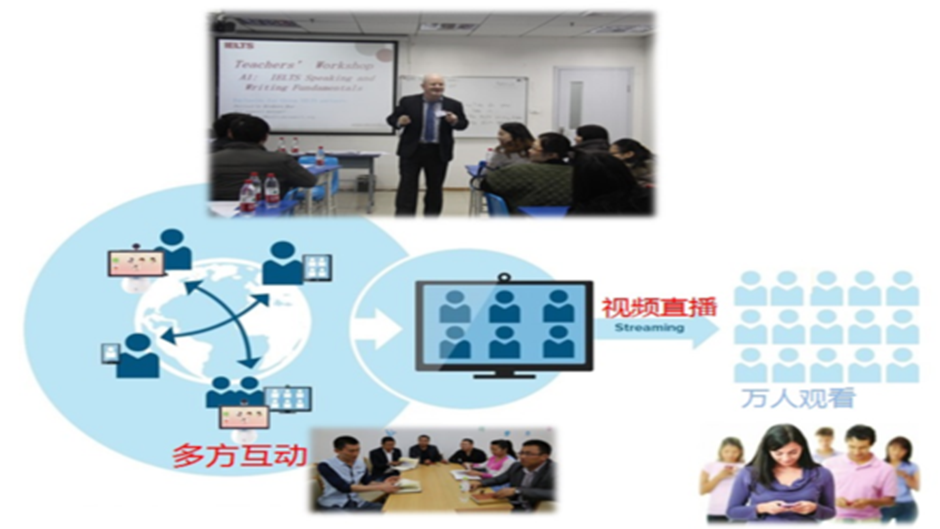 IELTS
Teachers' Workshop
A1: IELTS Speaking and
Writing Fundamentals
视频直播
Streaming
万人观看
多方互动